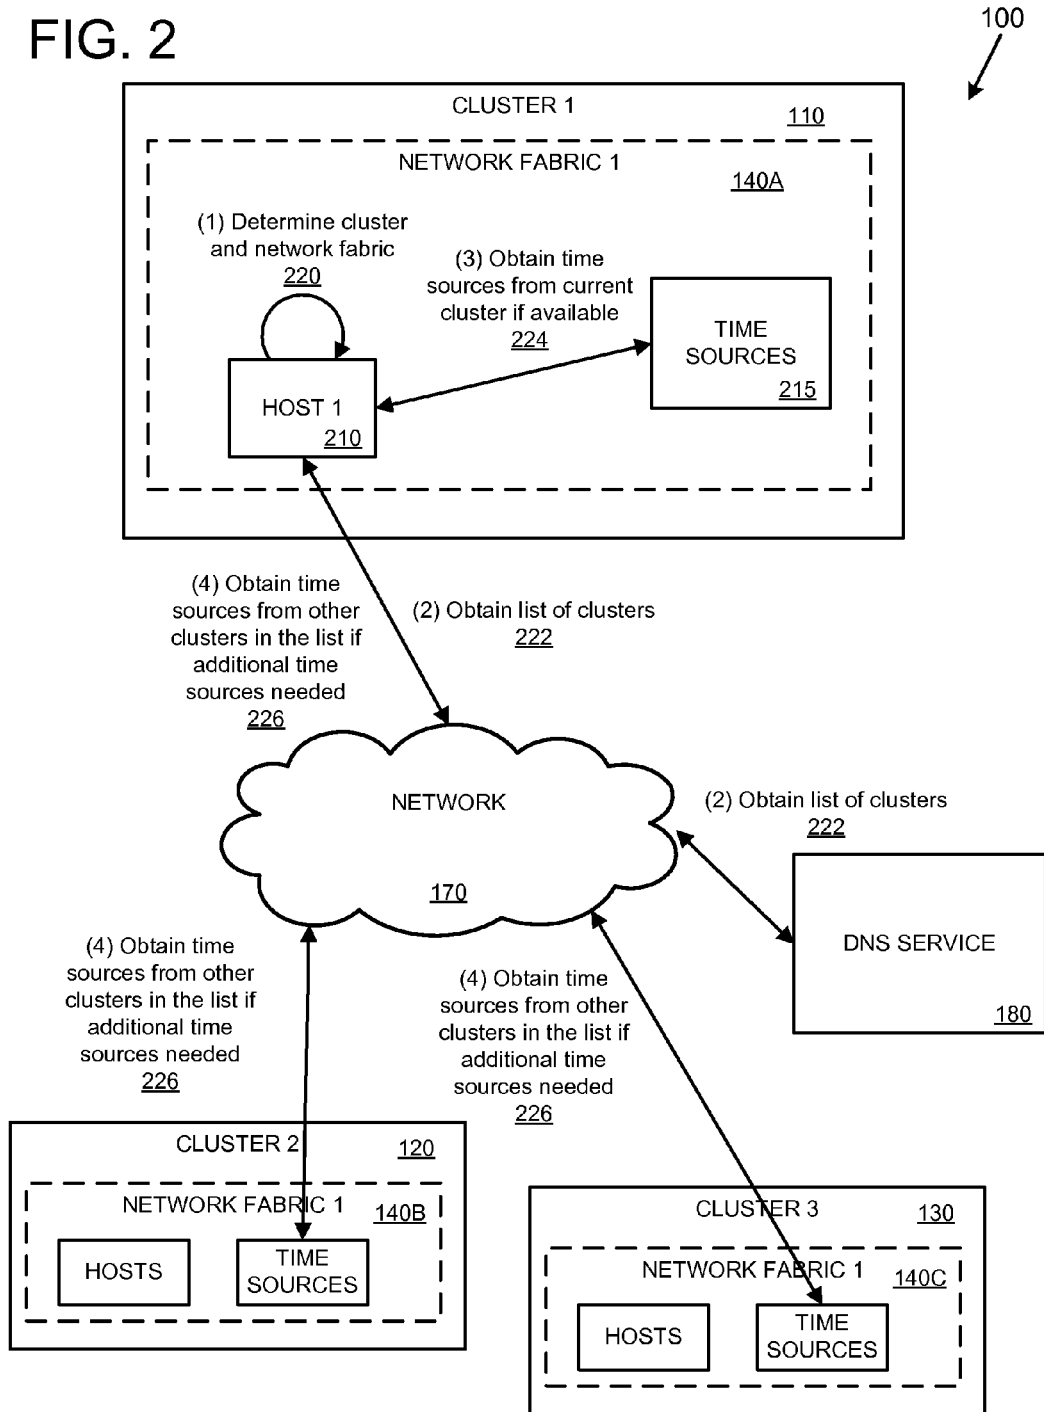 FIG. 2
100
CLUSTER 1
110
NETWORK FABRIC 1
140A
(1) Determine cluster
and network fabric
220
(3) Obtain time
sources from current
cluster if available
224
TIME
SOURCES
215
HOST 1
210
(4) Obtain time
sources from other
clusters in the list if
additional time
sources needed
226
(2) Obtain list of clusters
222
NETWORK
170
(2) Obtain list of clusters
222
DNS SERVICE
180
(4) Obtain time
sources from other
clusters in the list if
additional time
sources needed
226
(4) Obtain time
sources from other
clusters in the list if
additional time
sources needed
226
CLUSTER 2
120
NETWORK FABRIC 1
140B
HOSTS
TIME
SOURCES
CLUSTER 3
130
NETWORK FABRIC 1
140C
HOSTS
TIME
SOURCES